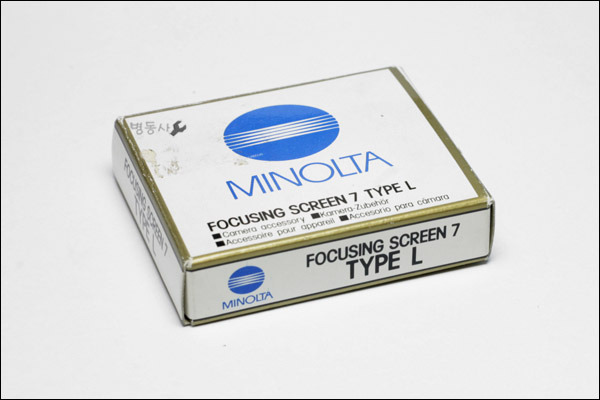 병동사
MINOLTA
FOCUSING SCREEN 7 TYPE L
■Camera accessory ■Kamera-Zubehör
■Accessoire pour appareil ■Accesorio para cámara
FOCUSING SCREEN 7
TYPE L
MINOLTA
FOCUSING SCREEN 7
TYPE L